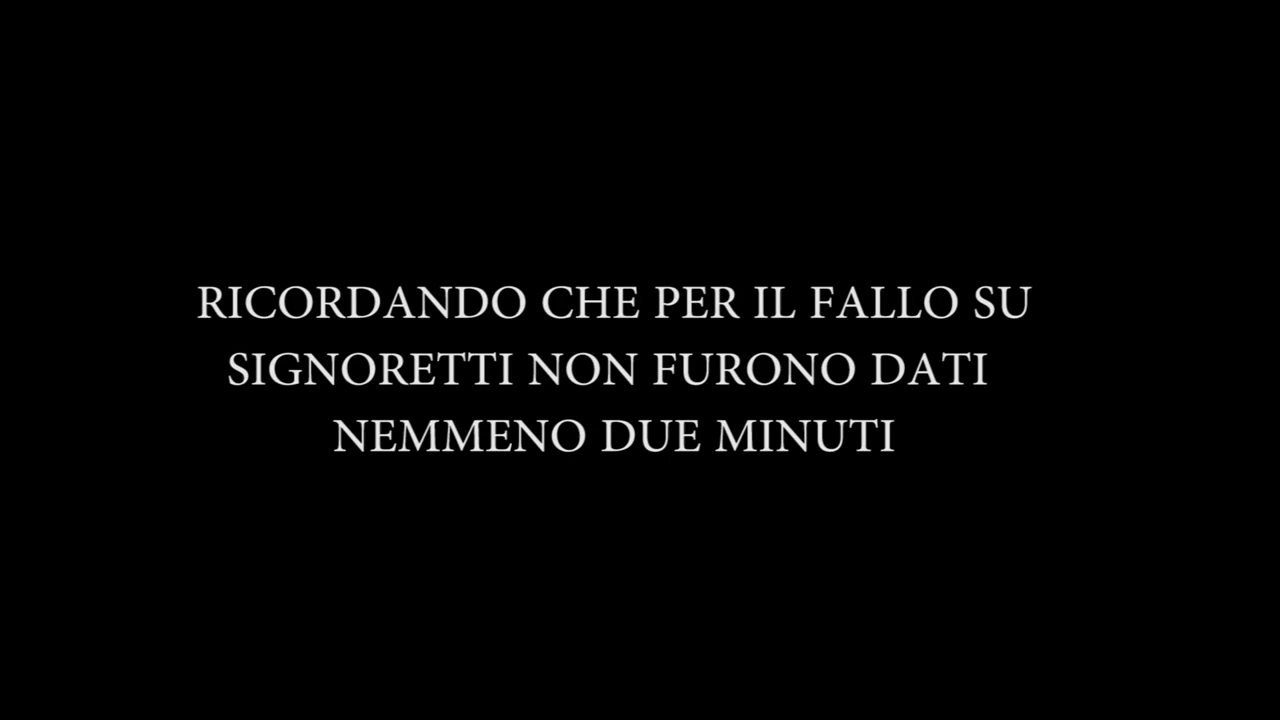 RICORDANDO CHE PER IL FALLO SU
SIGNORETTI NON FURONO DATI
NEMMENO DUE MINUTI